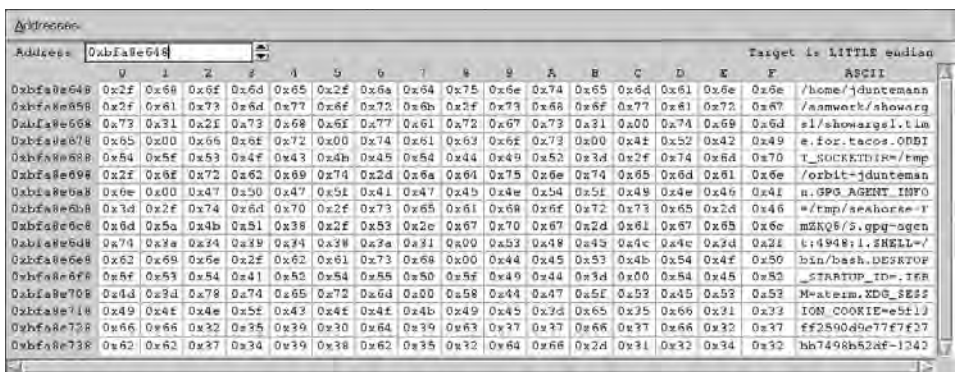 Addresses
Address 0xbfa8e648 Target is LITTLE endian
0 1 2 3 4 5 6 7 8 9 A B C D E F ASCII
0xbfa8e648 0x2f 0x68 0x6f 0x6d 0x65 0x2f 0x6a 0x64 0x75 0x6e 0x74 0x65 0x6d 0x61 0x6e 0x6e /home/jduntemann
0xbfa8e658 0x2f 0x61 0x73 0x6d 0x77 0x6f 0x72 0x6b 0x2f 0x73 0x68 0x6f 0x77 0x61 0x72 0x67 /asmwork/showarg
0xbfa8e668 0x73 0x31 0x2f 0x73 0x68 0x6f 0x77 0x61 0x72 0x67 0x73 0x31 0x00 0x74 0x69 0x6d s1/showargs1.tim
0xbfa8e678 0x65 0x00 0x66 0x6f 0x72 0x00 0x74 0x61 0x63 0x6f 0x73 0x00 0x4f 0x52 0x42 0x49 e.for.tacos.ORBI
0xbfa8e688 0x54 0x5f 0x53 0x4f 0x43 0x4b 0x45 0x54 0x44 0x49 0x52 0x3d 0x2f 0x74 0x6d 0x70 T_SOCKETDIR=/tmp
0xbfa8e698 0x2f 0x6f 0x72 0x62 0x69 0x74 0x2d 0x6a 0x64 0x75 0x6e 0x74 0x65 0x6d 0x61 0x6e /orbit-jdunteman
0xbfa8e6a8 0x6e 0x00 0x47 0x50 0x47 0x5f 0x41 0x47 0x45 0x4e 0x54 0x5f 0x49 0x4e 0x46 0x4f n.GPG_AGENT_INFO
0xbfa8e6b8 0x3d 0x2f 0x74 0x6d 0x70 0x2f 0x73 0x65 0x61 0x68 0x6f 0x72 0x73 0x65 0x2d 0x46 =/tmp/seahorse-F
0xbfa8e6c8 0x6d 0x5a 0x4b 0x51 0x38 0x2f 0x53 0x2e 0x67 0x70 0x67 0x2d 0x61 0x67 0x65 0x6e mZKQ8/S.gpg-agen
0xbfa8e6d8 0x74 0x3a 0x34 0x39 0x34 0x38 0x3a 0x31 0x00 0x53 0x48 0x45 0x4c 0x4c 0x3d 0x2f t:4948:1.SHELL=/
0xbfa8e6e8 0x62 0x69 0x6e 0x2f 0x62 0x61 0x73 0x68 0x00 0x44 0x45 0x53 0x4b 0x54 0x4f 0x50 bin/bash.DESKTOP
0xbfa8e6f8 0x5f 0x53 0x54 0x41 0x52 0x54 0x55 0x50 0x5f 0x49 0x44 0x3d 0x00 0x54 0x45 0x52 _STARTUP_ID=.TER
0xbfa8e708 0x4d 0x3d 0x78 0x74 0x65 0x72 0x6d 0x00 0x58 0x44 0x47 0x5f 0x53 0x45 0x53 0x53 M=xterm.XDG_SESS
0xbfa8e718 0x49 0x4f 0x4e 0x5f 0x43 0x4f 0x4f 0x4b 0x49 0x45 0x3d 0x65 0x35 0x66 0x31 0x33 ION_COOKIE=e5f13
0xbfa8e728 0x66 0x66 0x32 0x35 0x39 0x30 0x64 0x39 0x63 0x37 0x37 0x66 0x37 0x66 0x32 0x37 ff2590d9c77f7f27
0xbfa8e738 0x62 0x62 0x37 0x34 0x39 0x38 0x62 0x35 0x32 0x64 0x66 0x2d 0x31 0x32 0x34 0x32 bb7498b52df-1242